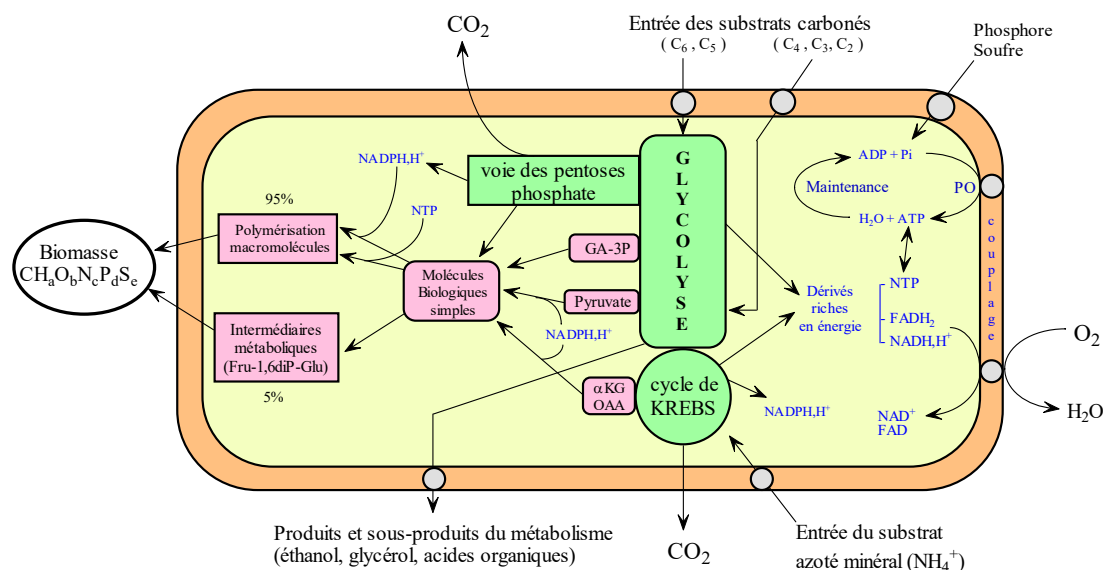 CO₂
Entrée des substrats carbonés
( C₆ , C₅ )
( C₄ , C₃, C₂ )
Phosphore
Soufre
voie des pentoses
phosphate
NADPH,H⁺
NTP
95%
Polymérisation
macromolécules
Biomasse
CHₐOᵦN꜀P𝒹Sₑ
Intermédiaires
métaboliques
(Fru-1,6diP-Glu)
5%
Molécules
Biologiques
simples
GA-3P
Pyruvate
NADPH,H⁺
αKG
OAA
GLYCOLYSE
cycle de
KREBS
NADPH,H⁺
Dérivés
riches
en énergie
ADP + Pi
Maintenance
PO
H₂O + ATP
NTP
FADH₂
NADH,H⁺
NAD⁺
FAD
couplage
O₂
H₂O
Produits et sous-produits du métabolisme
(éthanol, glycérol, acides organiques)
CO₂
Entrée du substrat
azoté minéral (NH₄⁺)